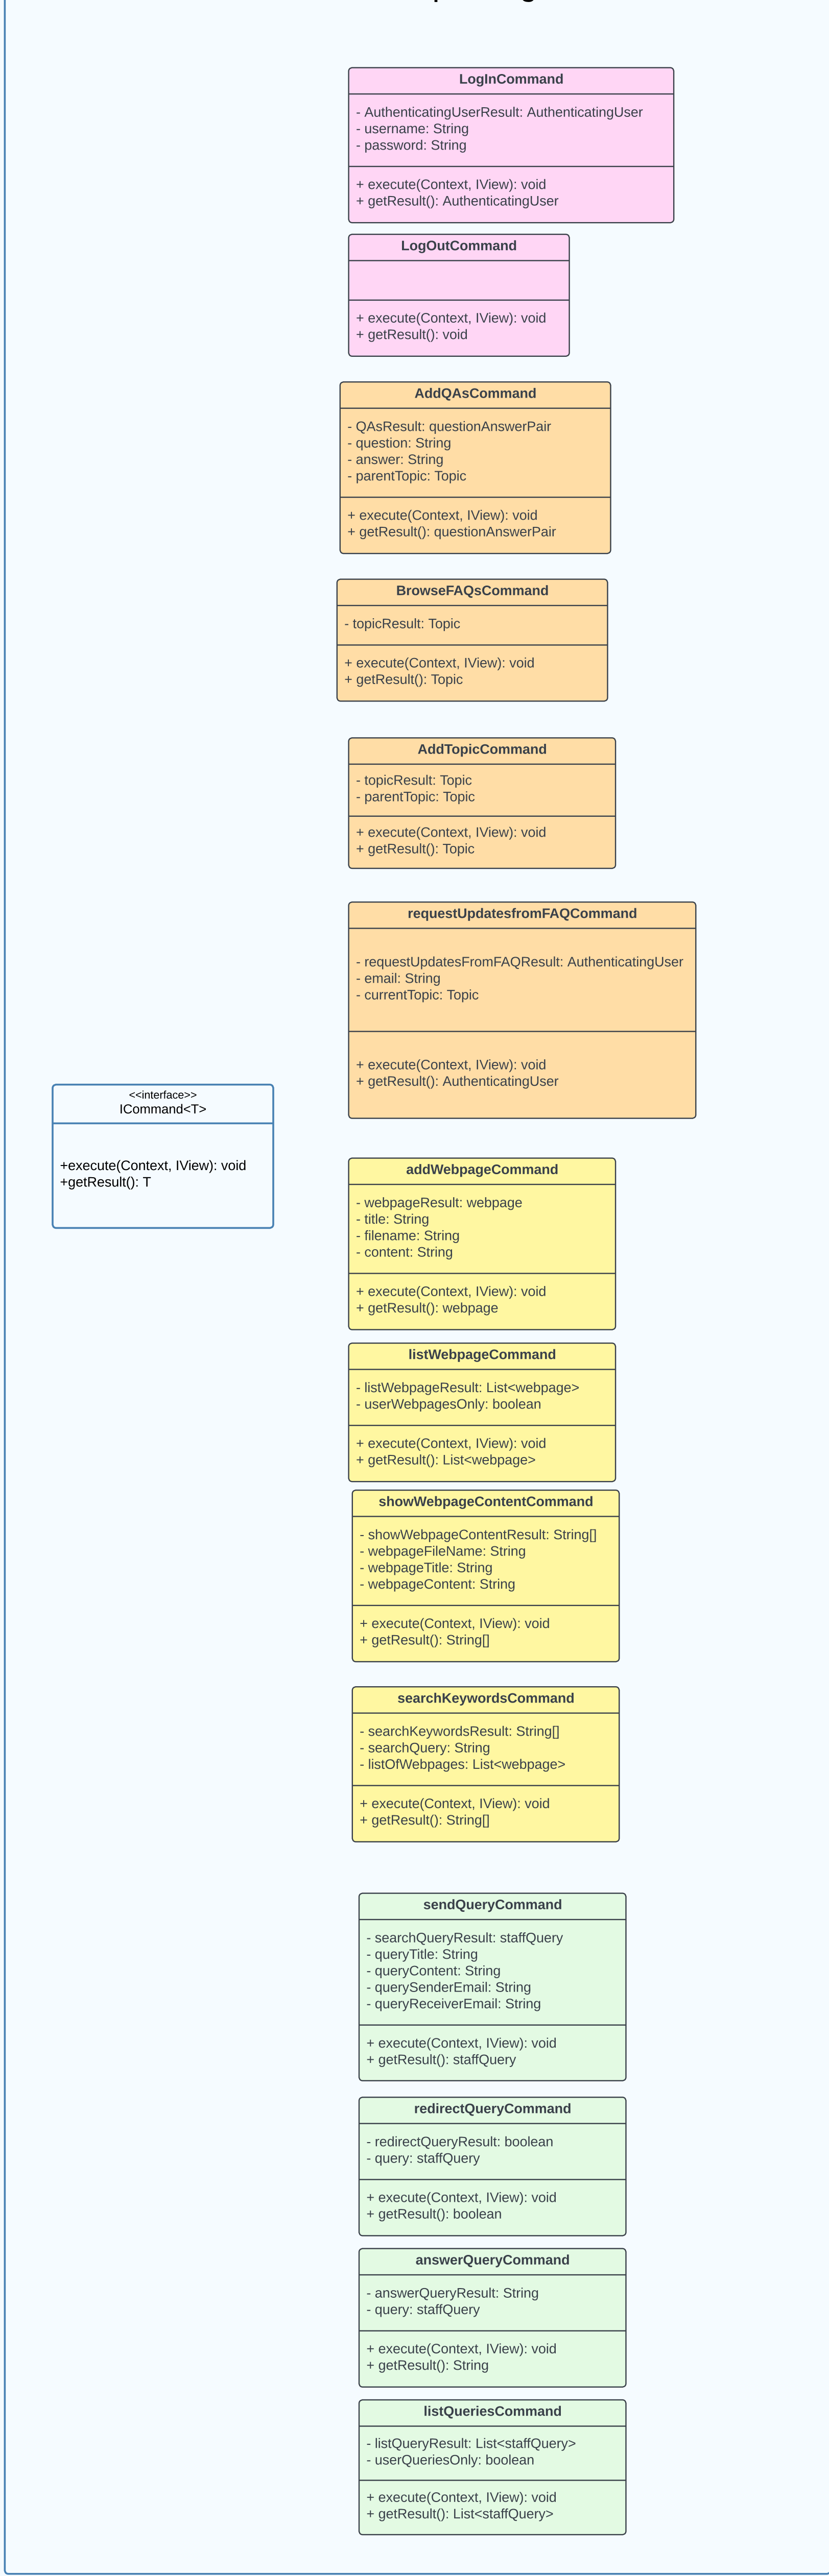 LogInCommand
- AuthenticatingUserResult: AuthenticatingUser
- username: String
- password: String
+ execute(Context, IView): void
+ getResult(): AuthenticatingUser
LogOutCommand
+ execute(Context, IView): void
+ getResult(): void
AddQAsCommand
- QAsResult: questionAnswerPair
- question: String
- answer: String
- parentTopic: Topic
+ execute(Context, IView): void
+ getResult(): questionAnswerPair
BrowseFAQsCommand
- topicResult: Topic
+ execute(Context, IView): void
+ getResult(): Topic
AddTopicCommand
- topicResult: Topic
- parentTopic: Topic
+ execute(Context, IView): void
+ getResult(): Topic
requestUpdatesfromFAQCommand
- requestUpdatesFromFAQResult: AuthenticatingUser
- email: String
- currentTopic: Topic
+ execute(Context, IView): void
+ getResult(): AuthenticatingUser
<<interface>>
ICommand<T>
+execute(Context, IView): void
+getResult(): T
addWebpageCommand
- webpageResult: webpage
- title: String
- filename: String
- content: String
+ execute(Context, IView): void
+ getResult(): webpage
listWebpageCommand
- listWebpageResult: List<webpage>
- userWebpagesOnly: boolean
+ execute(Context, IView): void
+ getResult(): List<webpage>
showWebpageContentCommand
- showWebpageContentResult: String[]
- webpageFileName: String
- webpageTitle: String
- webpageContent: String
+ execute(Context, IView): void
+ getResult(): String[]
searchKeywordsCommand
- searchKeywordsResult: String[]
- searchQuery: String
- listOfWebpages: List<webpage>
+ execute(Context, IView): void
+ getResult(): String[]
sendQueryCommand
- searchQueryResult: staffQuery
- queryTitle: String
- queryContent: String
- querySenderEmail: String
- queryReceiverEmail: String
+ execute(Context, IView): void
+ getResult(): staffQuery
redirectQueryCommand
- redirectQueryResult: boolean
- query: staffQuery
+ execute(Context, IView): void
+ getResult(): boolean
answerQueryCommand
- answerQueryResult: String
- query: staffQuery
+ execute(Context, IView): void
+ getResult(): String
listQueriesCommand
- listQueryResult: List<staffQuery>
- userQueriesOnly: boolean
+ execute(Context, IView): void
+ getResult(): List<staffQuery>